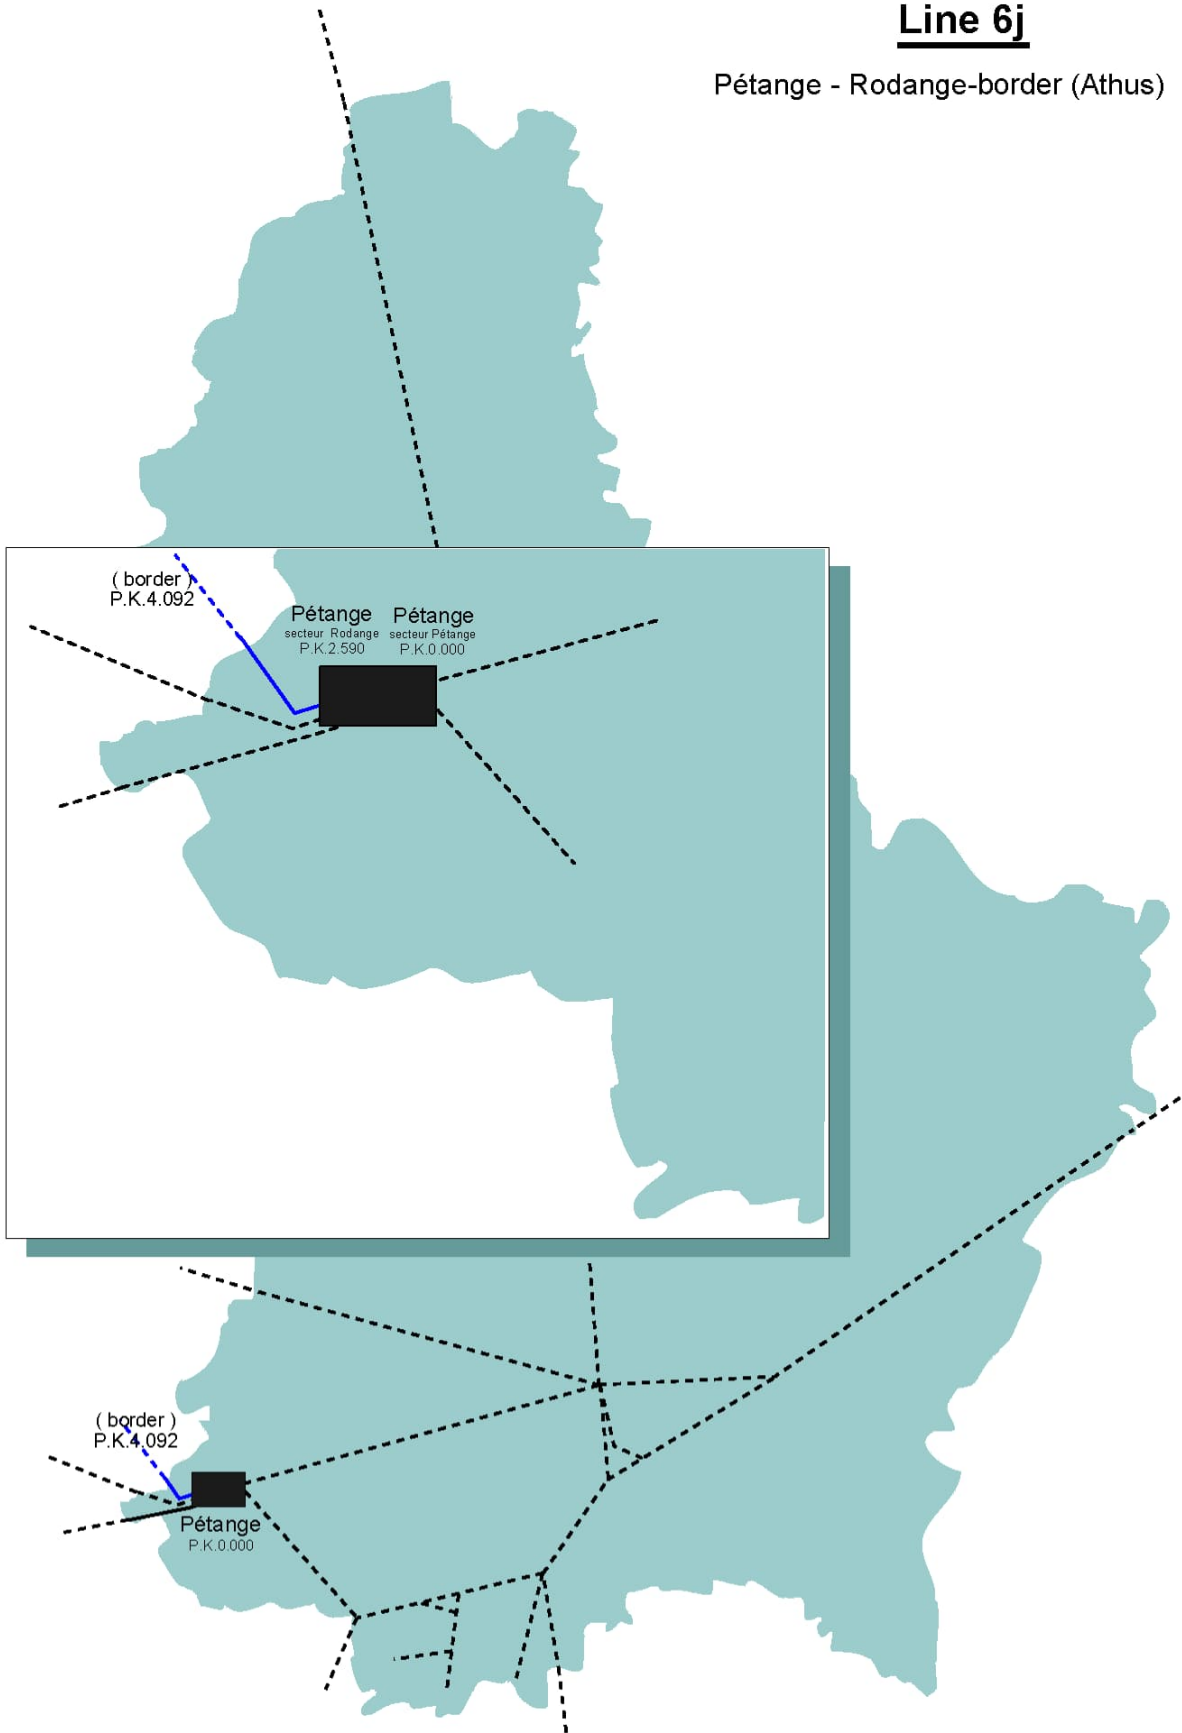 Line 6j
Pétange - Rodange-border (Athus)
( border )
P.K.4.092
Pétange
secteur Rodange
P.K.2.590
Pétange
secteur Pétange
P.K.0.000
( border )
P.K.4.092
Pétange
P.K.0.000